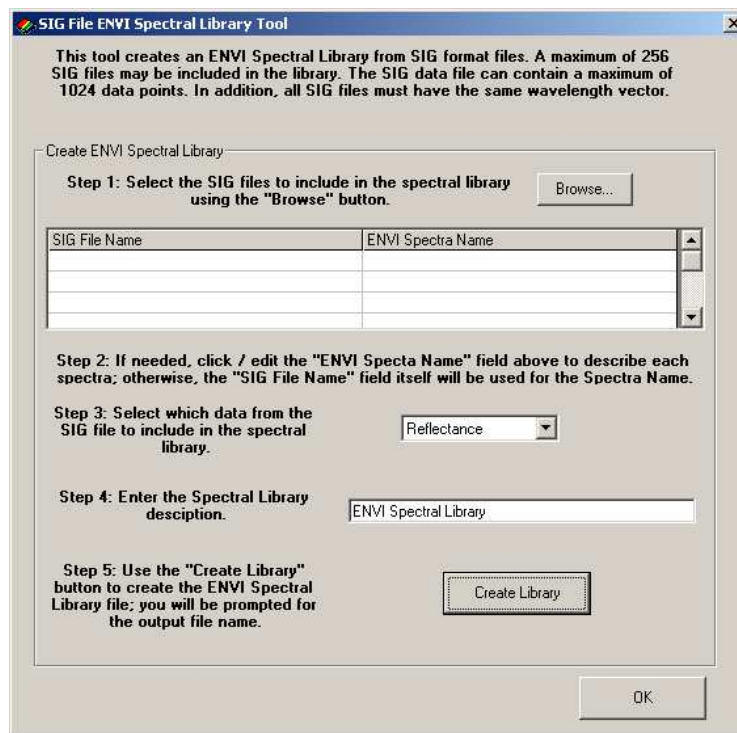 SIG File ENVI Spectral Library Tool
This tool creates an ENVI Spectral Library from SIG format files. A maximum of 256
SIG files may be included in the library. The SIG data file can contain a maximum of
1024 data points. In addition, all SIG files must have the same wavelength vector.
Create ENVI Spectral Library
Step 1: Select the SIG files to include in the spectral library
using the "Browse" button.
Browse...
SIG File Name ENVI Spectra Name
Step 2: If needed, click / edit the "ENVI Specta Name" field above to describe each
spectra; otherwise, the "SIG File Name" field itself will be used for the Spectra Name.
Step 3: Select which data from the
SIG file to include in the spectral
library.
Reflectance
Step 4: Enter the Spectral Library
desciption.
ENVI Spectral Library
Step 5: Use the "Create Library"
button to create the ENVI Spectral
Library file; you will be prompted for
the output file name.
Create Library
OK